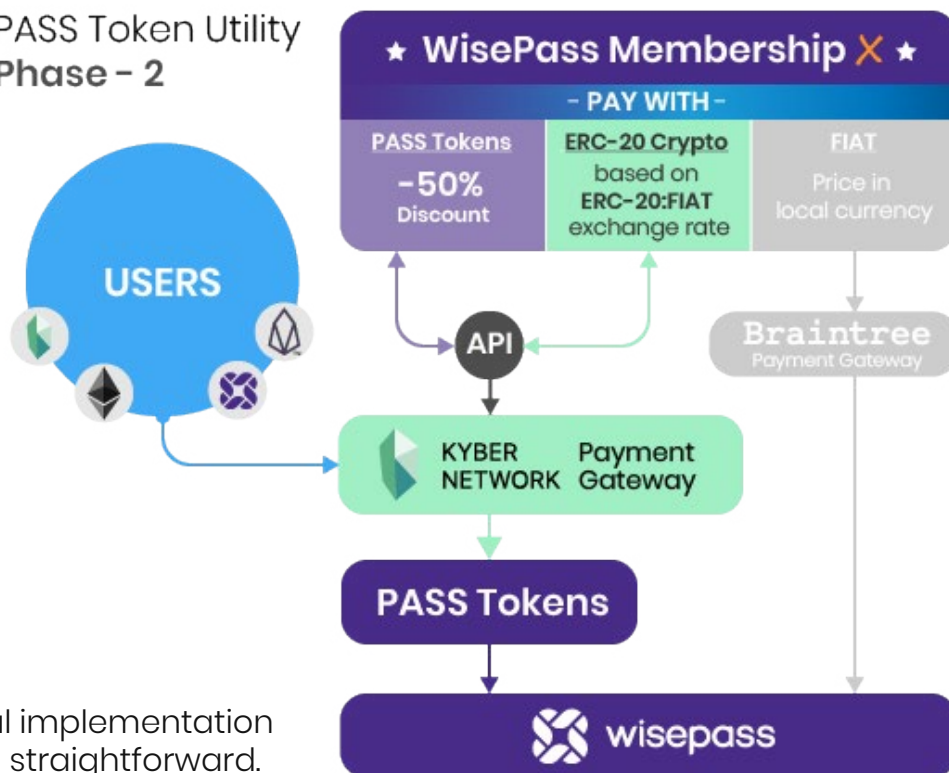 PASS Token Utility
Phase - 2
WisePass Membership X
- PAY WITH -
PASS Tokens
-50%
Discount
ERC-20 Crypto
based on
ERC-20:FIAT
exchange rate
FIAT
Price in
local currency
USERS
API
Braintree
Payment Gateway
KYBER NETWORK
Payment Gateway
PASS Tokens
wisepass
l implementation
straightforward.